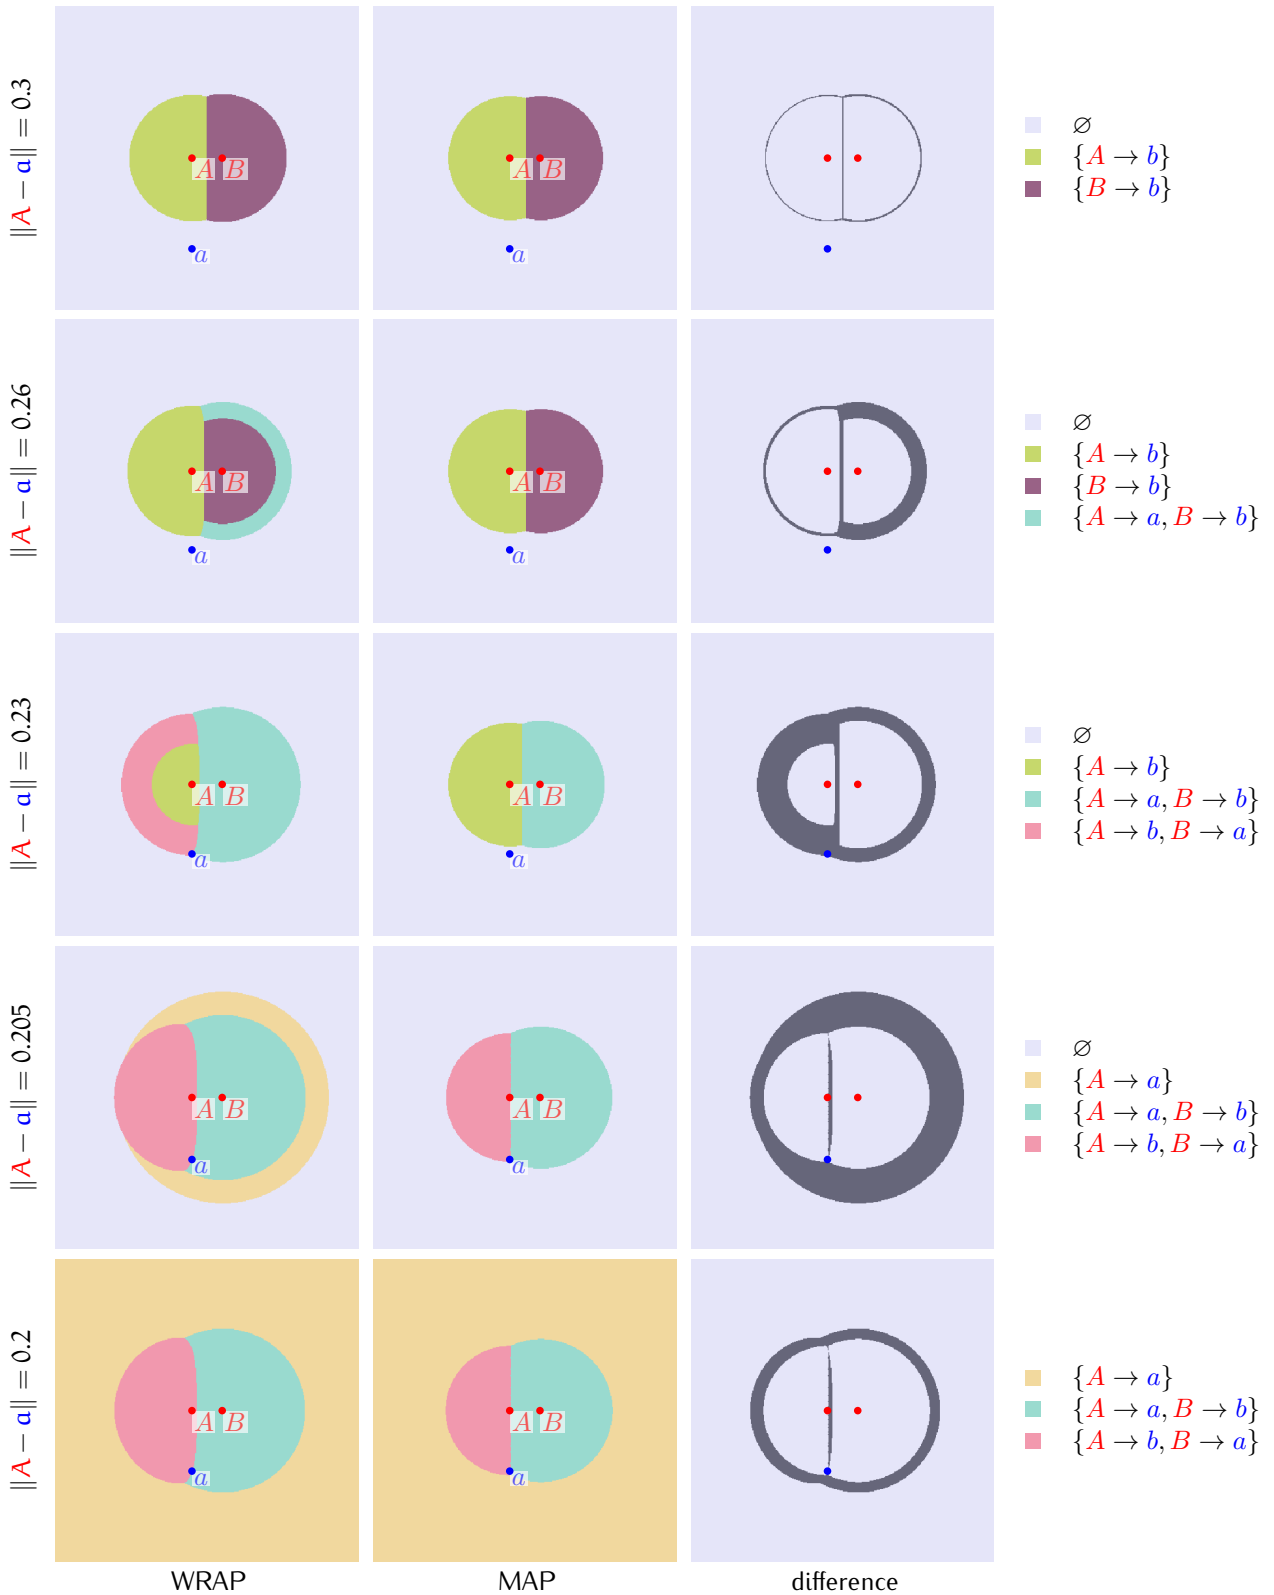 ‖A − a‖ = 0.3
A B
a
A B
a
∅
{A → b}
{B → b}
‖A − a‖ = 0.26
A B
a
A B
a
∅
{A → b}
{B → b}
{A → a, B → b}
‖A − a‖ = 0.23
A B
a
A B
a
∅
{A → b}
{A → a, B → b}
{A → b, B → a}
‖A − a‖ = 0.205
A B
a
A B
a
∅
{A → a}
{A → a, B → b}
{A → b, B → a}
‖A − a‖ = 0.2
A B
a
A B
a
{A → a}
{A → a, B → b}
{A → b, B → a}
WRAP MAP difference